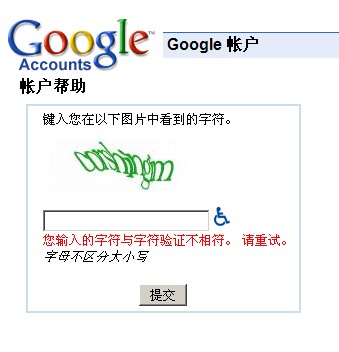 Google™
Accounts
Google 帐户
帐户帮助
键入您在以下图片中看到的字符。
您输入的字符与字符验证不相符。 请重试。
字母不区分大小写
提交